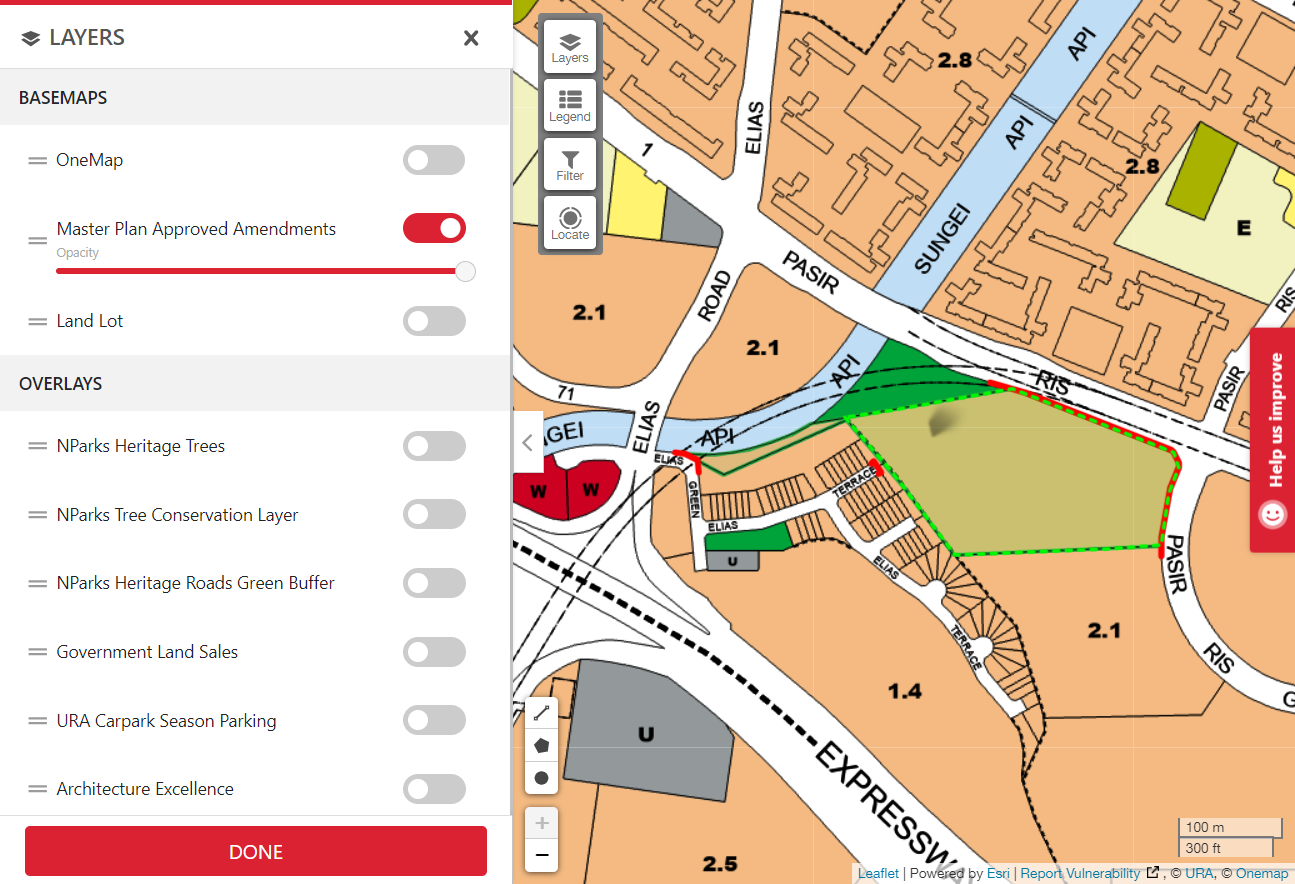 LAYERS
BASEMAPS
OneMap
Master Plan Approved Amendments
Opacity
Land Lot
OVERLAYS
NParks Heritage Trees
NParks Tree Conservation Layer
NParks Heritage Roads Green Buffer
Government Land Sales
URA Carpark Season Parking
Architecture Excellence
DONE
Layers
Legend
Filter
Locate
2.8
API
ELIAS
1
API
2.8
SUNGEI
E
PASIR
RIS
ROAD
2.1
2.1
API
RIS
PASIR
71
ELIAS
GEI
API
ELIAS
W
W
GREEN
TERRACE
ELIAS
U
ELIAS
PASIR
TERRACE
2.1
RIS
G
1.4
U
EXPRESSWA
2.5
Help us improve
100 m
300 ft
Leaflet | Powered by Esri | Report Vulnerability , © URA, © Onemap